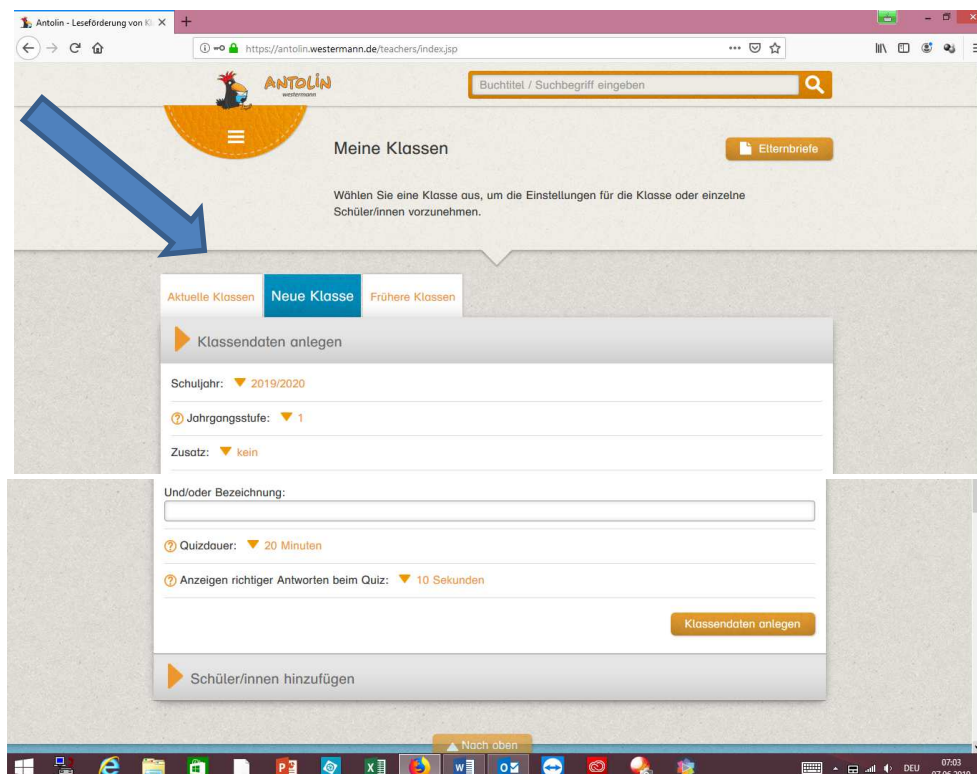 Antolin - Leseförderung von Kl
https://antolin.westermann.de/teachers/index.jsp
ANTOLIN
westermann
Buchtitel / Suchbegriff eingeben
Meine Klassen
Elternbriefe
Wählen Sie eine Klasse aus, um die Einstellungen für die Klasse oder einzelne
Schüler/innen vorzunehmen.
Aktuelle Klassen Neue Klasse Frühere Klassen
Klassendaten anlegen
Schuljahr: 2019/2020
Jahrgangsstufe: 1
Zusatz: kein
Und/oder Bezeichnung:
Quizdauer: 20 Minuten
Anzeigen richtiger Antworten beim Quiz: 10 Sekunden
Klassendaten anlegen
Schüler/innen hinzufügen
Nach oben
DEU 07:03